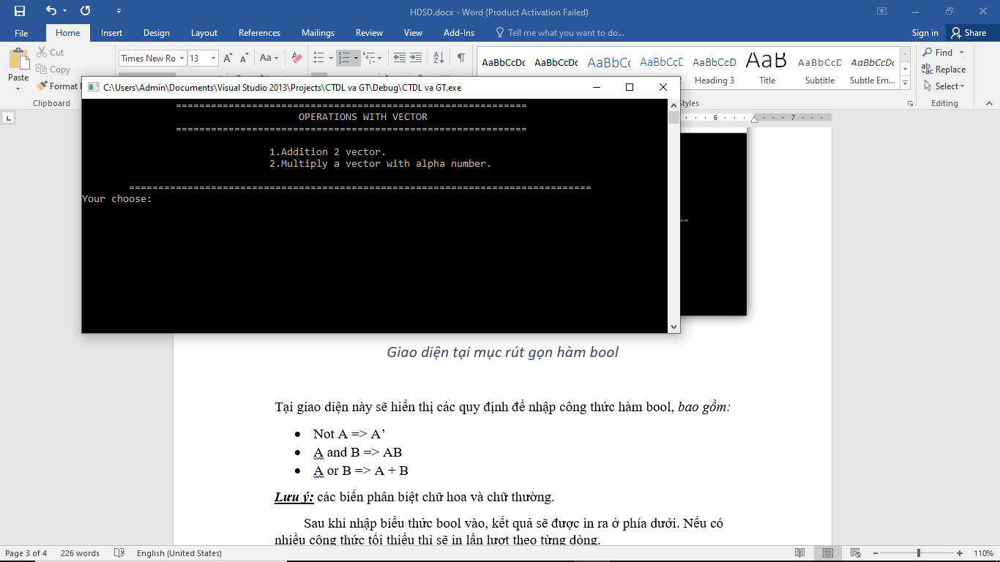 HDSD.docx - Word (Product Activation Failed)
File Home Insert Design Layout References Mailings Review View Add-Ins Tell me what you want to do... Sign in Share
Cut
Copy
Paste
Format
Clipboard
Times New Ro 13
Aa
AaBbCcDc AaBbCcDc AaBbCc AaBbCcD AaBbCcDc AaB AaBbCcD AaBbCcDc
Heading 3 Title Subtitle Subtle Em...
Styles
Find
Replace
Select
Editing
C:\Users\Admin\Documents\Visual Studio 2013\Projects\CTDL va GT\Debug\CTDL va GT.exe
============================================================
OPERATIONS WITH VECTOR
============================================================
1.Addition 2 vector.
2.Multiply a vector with alpha number.
===============================================================================
Your choose:
6 7
Giao diện tại mục rút gọn hàm bool
Tại giao diện này sẽ hiển thị các quy định để nhập công thức hàm bool, bao gồm:
• Not A => A’
• A and B => AB
• A or B => A + B
Lưu ý: các biến phân biệt chữ hoa và chữ thường.
Sau khi nhập biểu thức bool vào, kết quả sẽ được in ra ở phía dưới. Nếu có
nhiều công thức tối thiểu thì sẽ in lần lượt theo từng dòng.
Page 3 of 4 226 words English (United States) 110%